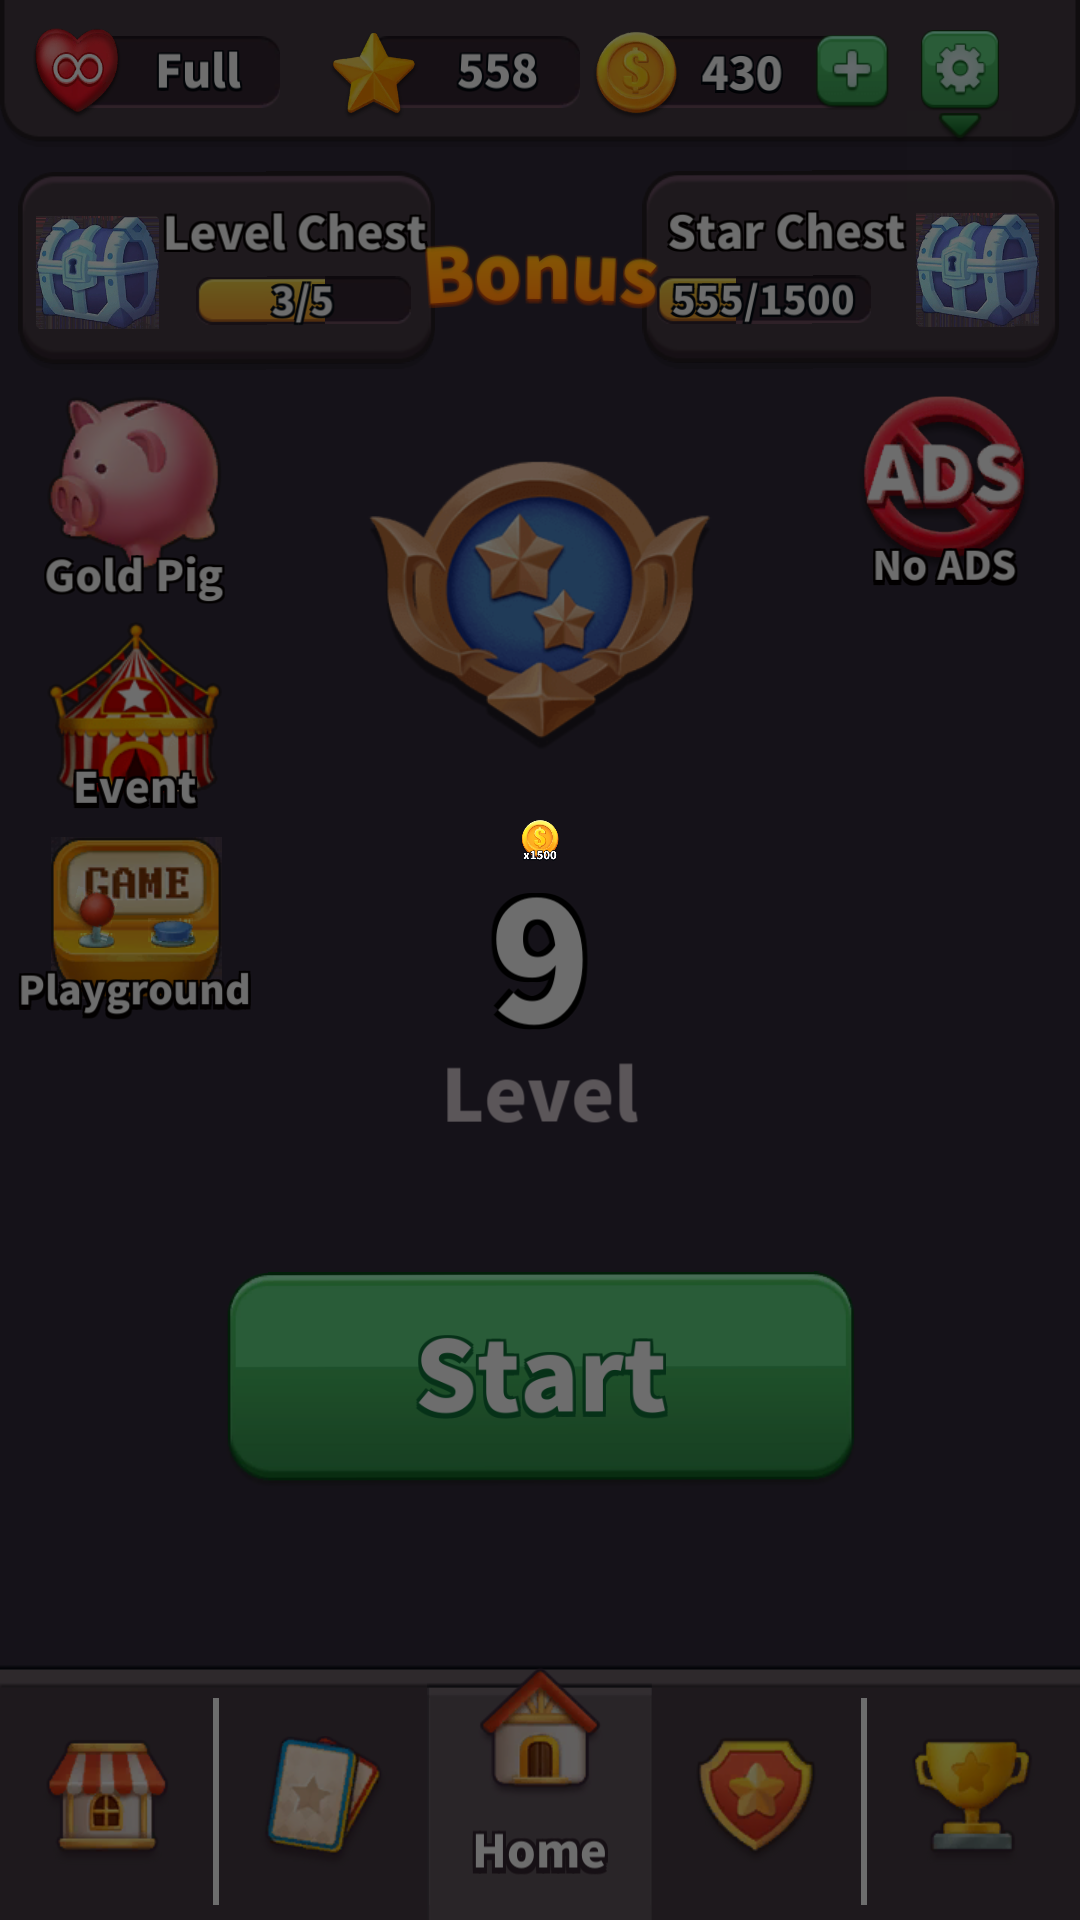 Full
558
430
Level Chest
3/5
Bonus
Star Chest
555/1500
Gold Pig
ADS
No ADS
Event
x1500
GAME
Playground
9
Level
Start
Home